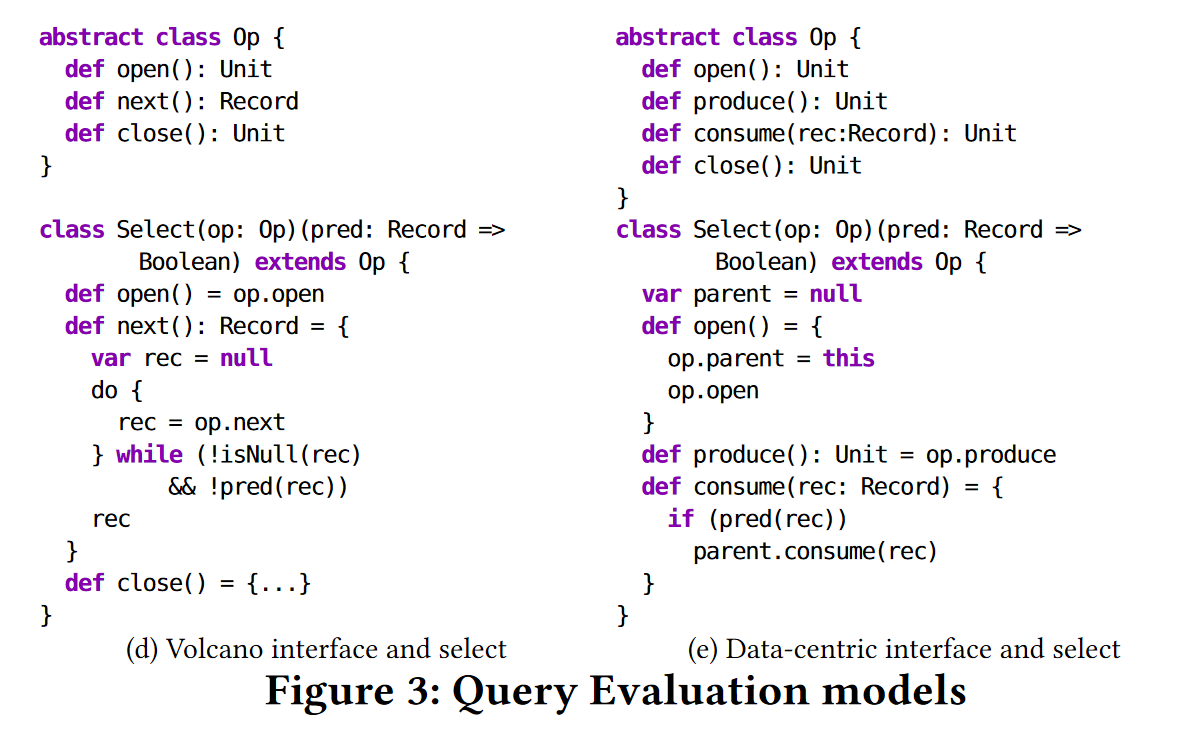 abstract class Op {
  def open(): Unit
  def next(): Record
  def close(): Unit
}
class Select(op: Op)(pred: Record =>
        Boolean) extends Op {
  def open() = op.open
  def next(): Record = {
    var rec = null
    do {
      rec = op.next
    } while (!isNull(rec)
          && !pred(rec))
    rec
  }
  def close() = {...}
}
(d) Volcano interface and select
abstract class Op {
  def open(): Unit
  def produce(): Unit
  def consume(rec:Record): Unit
  def close(): Unit
}
class Select(op: Op)(pred: Record =>
        Boolean) extends Op {
  var parent = null
  def open() = {
    op.parent = this
    op.open
  }
  def produce(): Unit = op.produce
  def consume(rec: Record) = {
    if (pred(rec))
      parent.consume(rec)
  }
}
(e) Data-centric interface and select
Figure 3: Query Evaluation models